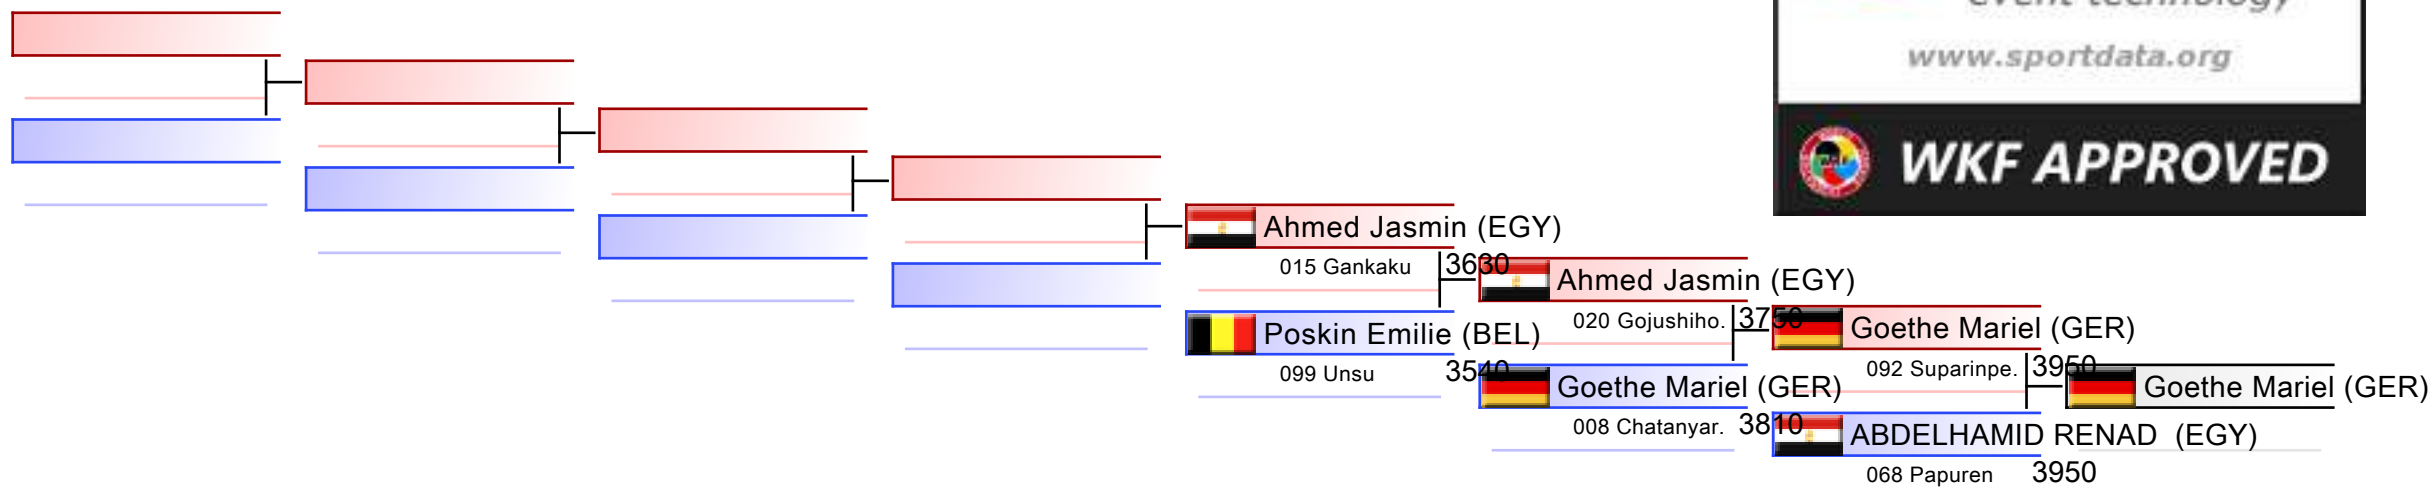 event technology
www.sportdata.org
WKF APPROVED
Ahmed Jasmin (EGY)
015 Gankaku 3630
Poskin Emilie (BEL)
099 Unsu 3540
Ahmed Jasmin (EGY)
020 Gojushiho. 3750
Goethe Mariel (GER)
008 Chatanyar. 3810
Goethe Mariel (GER)
092 Suparinpe. 3950
ABDELHAMID RENAD (EGY)
068 Papuren 3950
Goethe Mariel (GER)